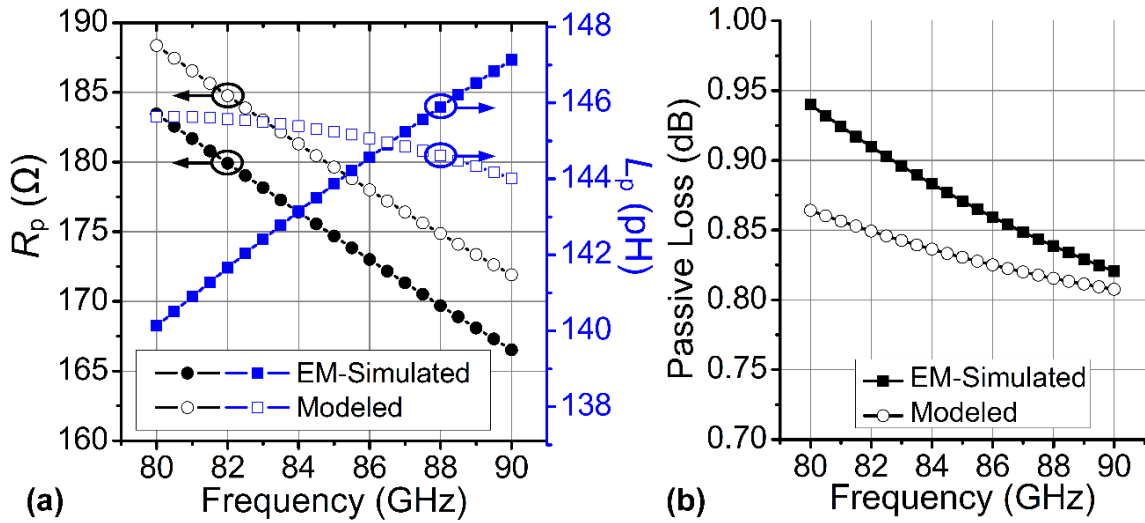 190
185
180
175
170
165
160
Rp (Ω)
148
146
144
142
140
138
Lp (pH)
EM-Simulated
Modeled
80 82 84 86 88 90
(a) Frequency (GHz)
1.00
0.95
0.90
0.85
0.80
0.75
0.70
Passive Loss (dB)
EM-Simulated
Modeled
80 82 84 86 88 90
(b) Frequency (GHz)